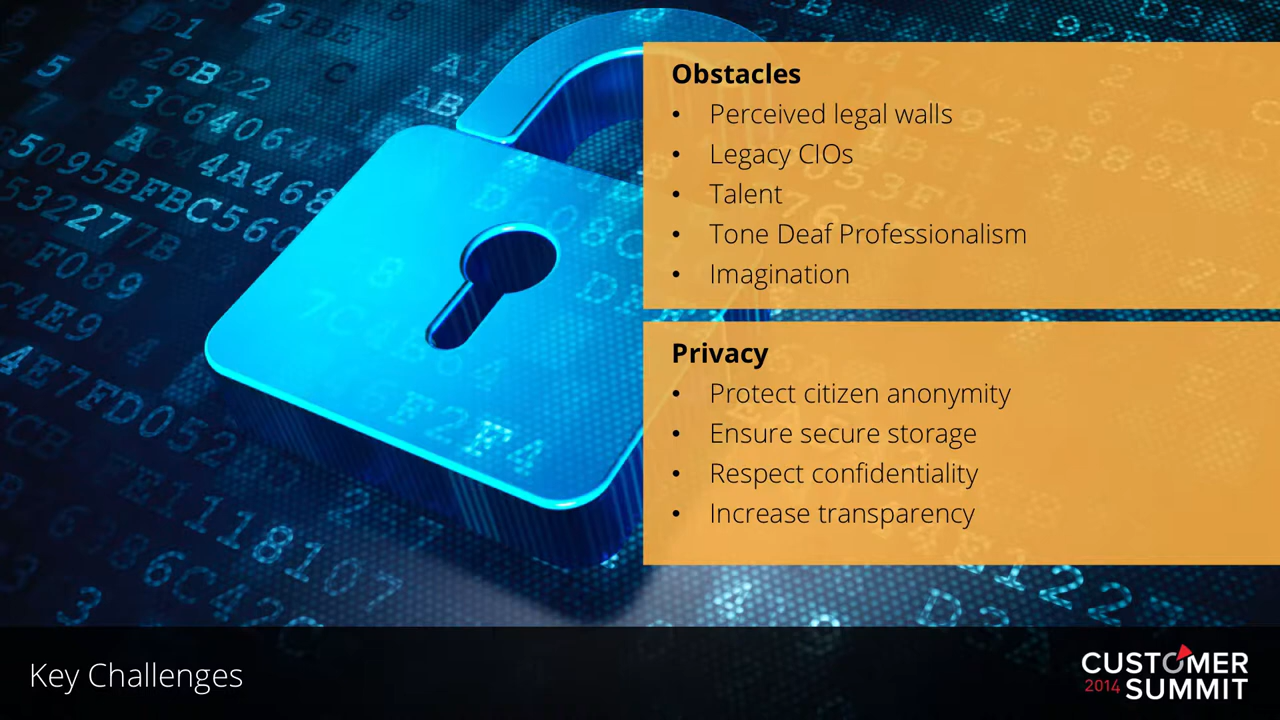 Obstacles
• Perceived legal walls
• Legacy CIOs
• Talent
• Tone Deaf Professionalism
• Imagination
Privacy
• Protect citizen anonymity
• Ensure secure storage
• Respect confidentiality
• Increase transparency
Key Challenges
CUSTOMER
2014 SUMMIT